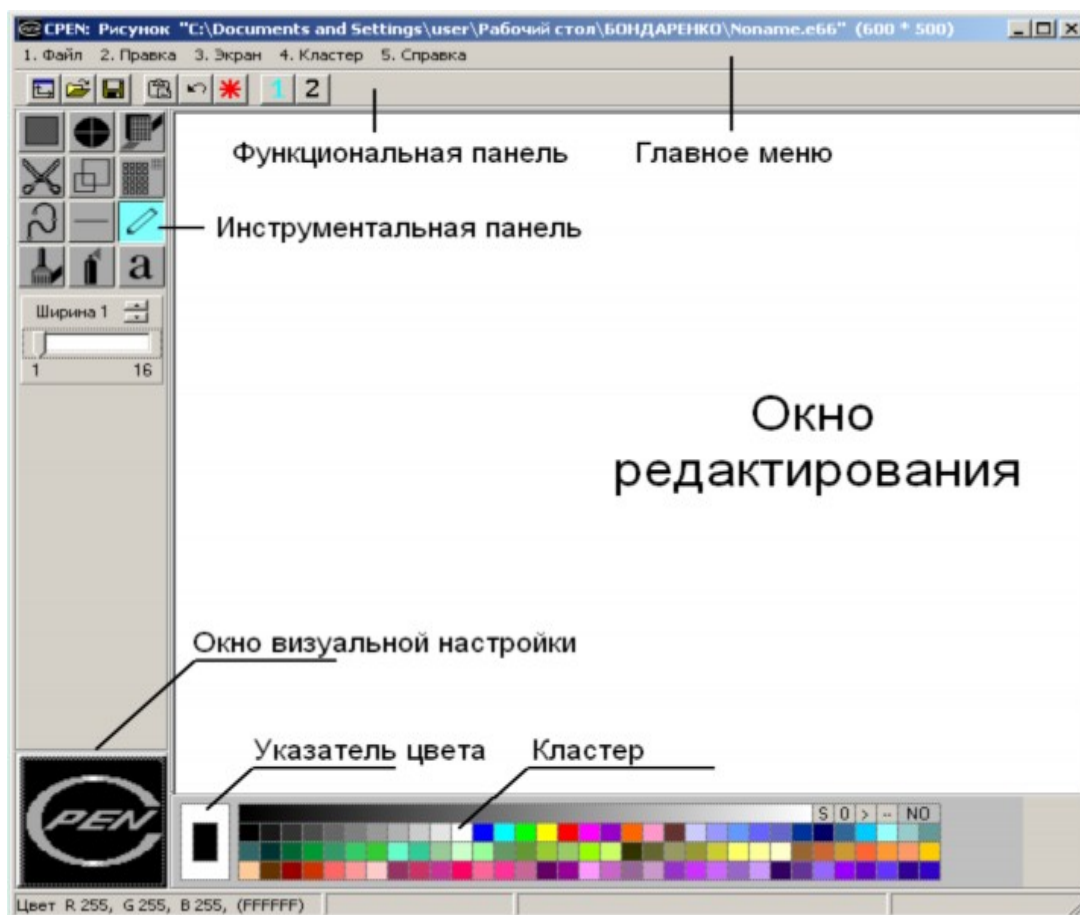 CPEN: Рисунок "C:\Documents and Settings\user\Рабочий стол\БОНДАРЕНКО\Noname.e66" (600 * 500)
1. Файл 2. Правка 3. Экран 4. Кластер 5. Справка
1 2
Функциональная панель Главное меню
Инструментальная панель
a
Ширина 1
1 16
Окно
редактирования
Окно визуальной настройки
Указатель цвета Кластер
S 0 > -- NO
CPEN
Цвет R 255, G 255, B 255, (FFFFFF)